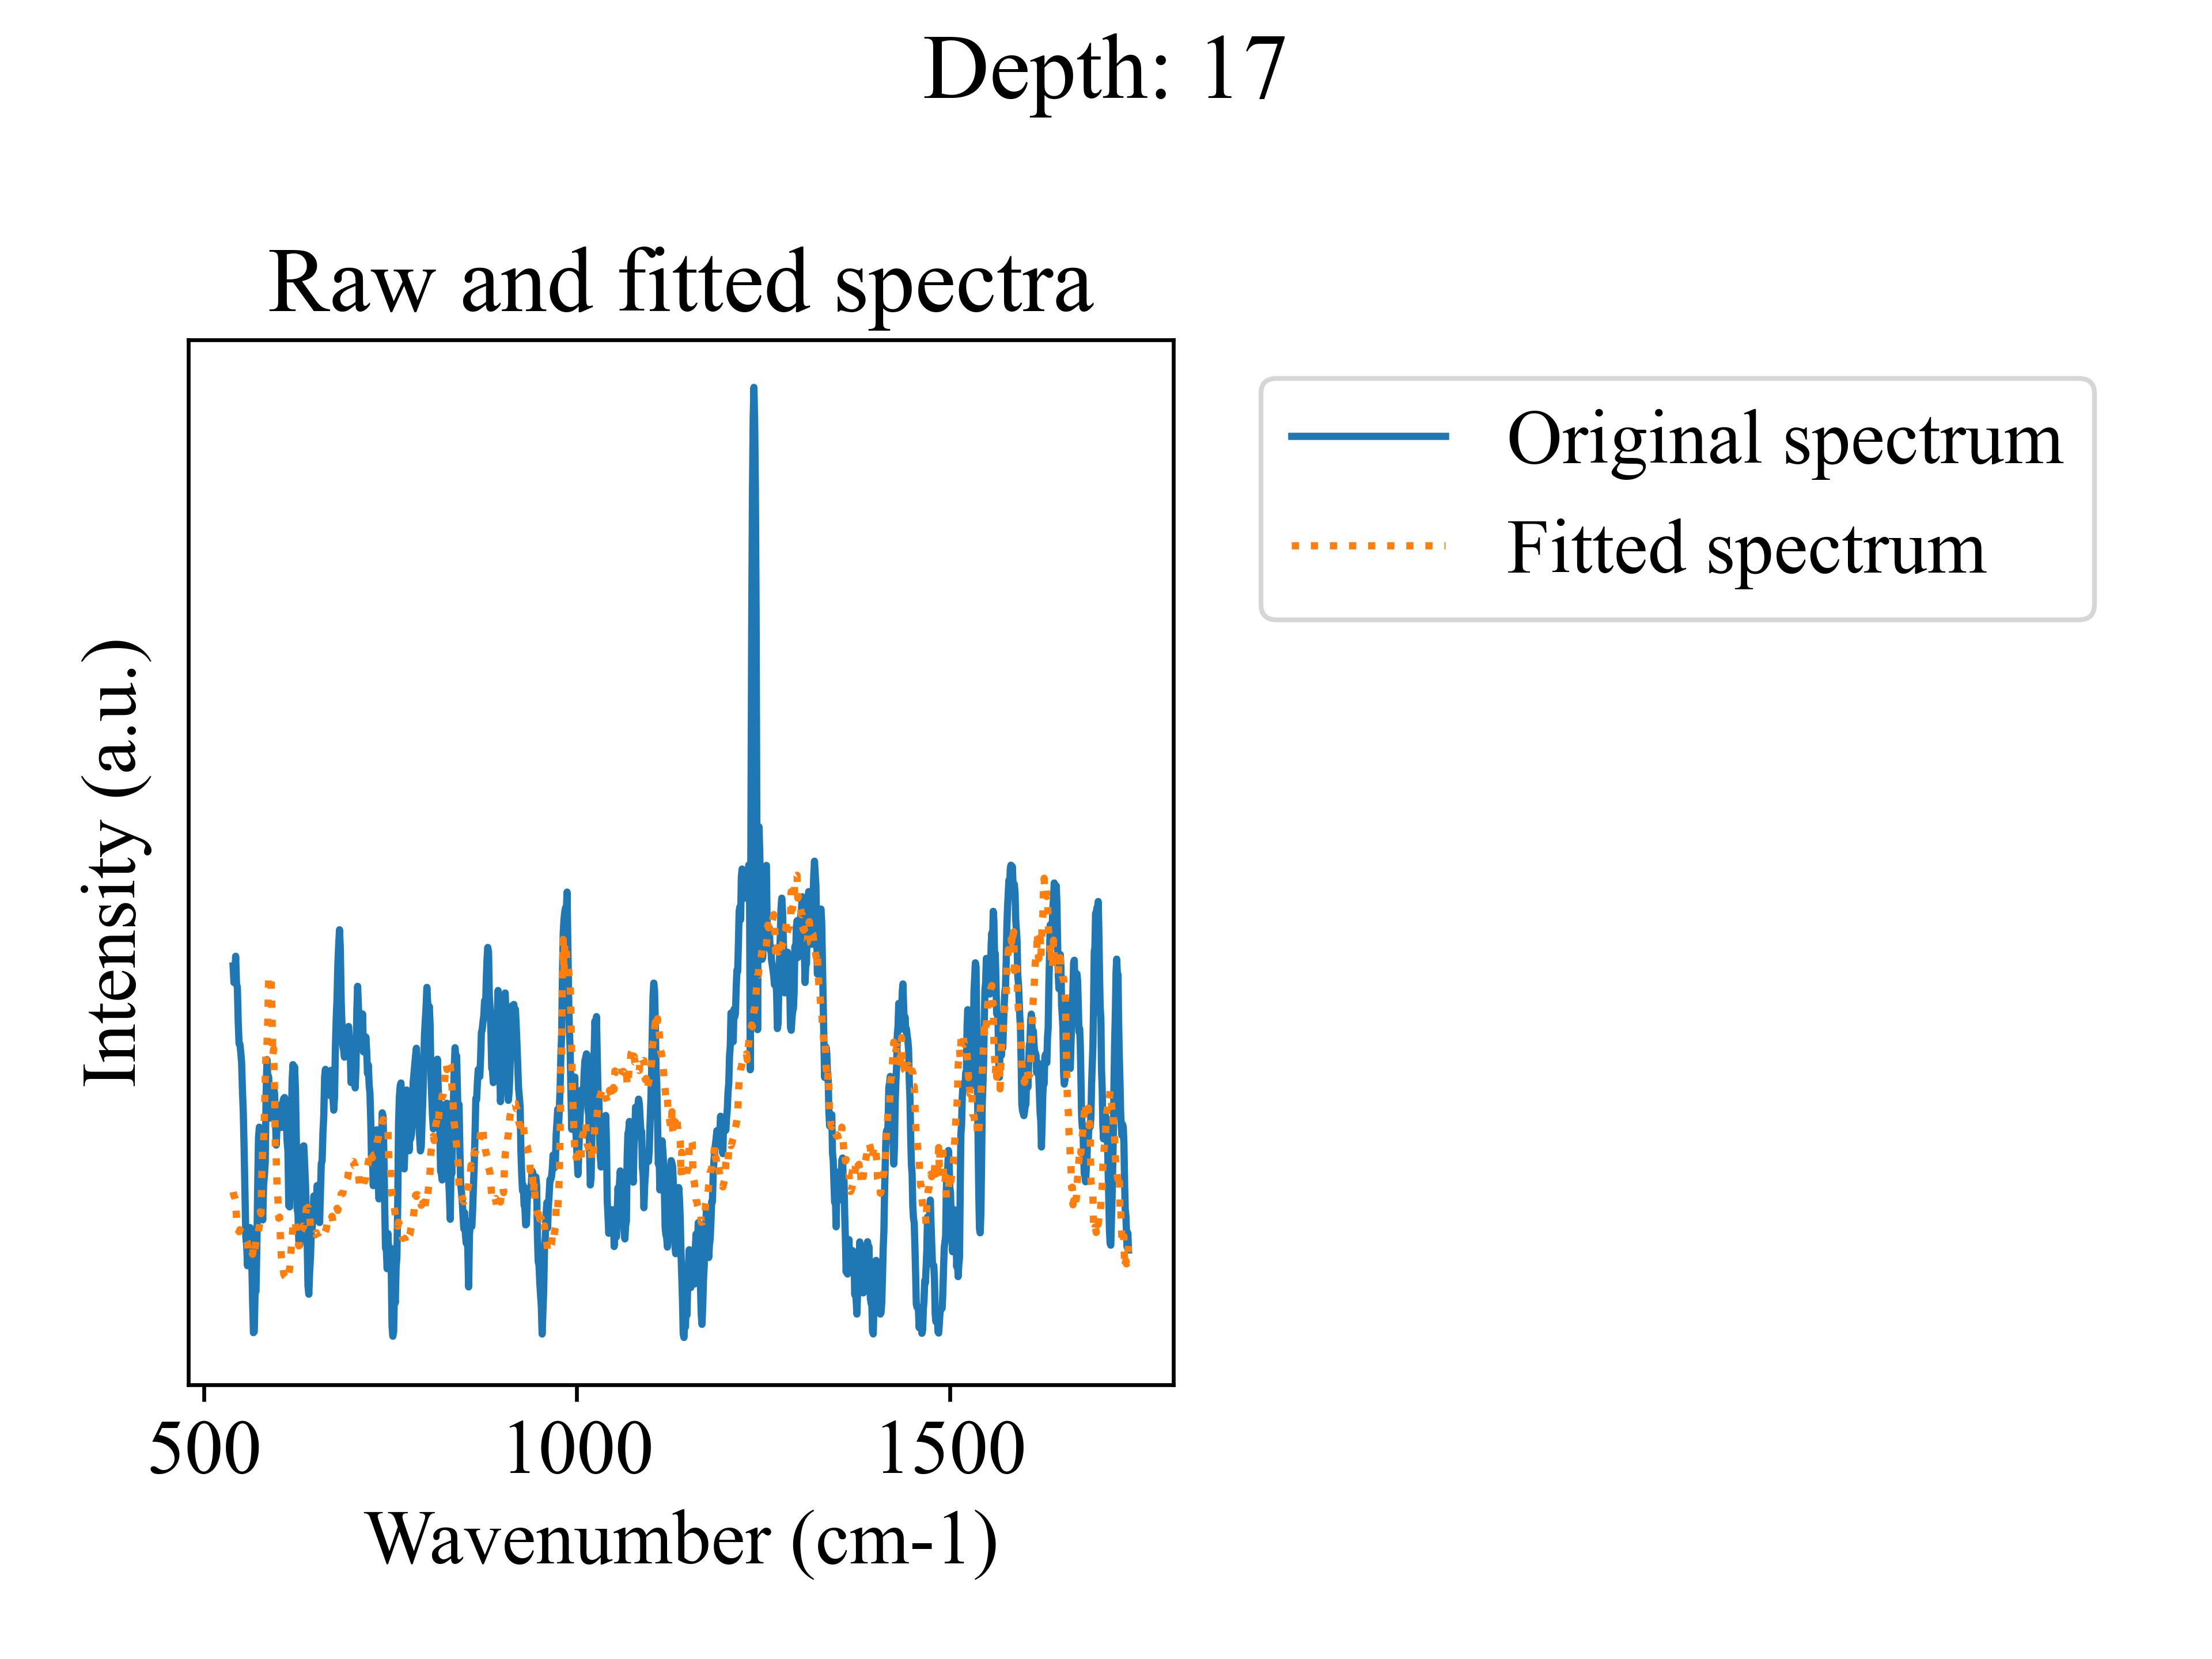 Depth: 17
Raw and fitted spectra
Intensity (a.u.)
Original spectrum
Fitted spectrum
500 1000 1500
Wavenumber (cm-1)